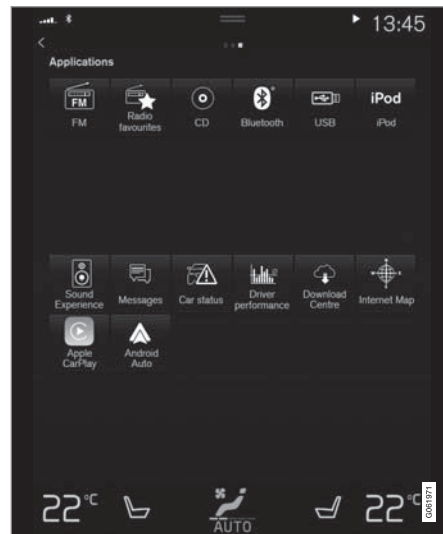 13:45
Applications
FM
FM
Radio favourites
CD
Bluetooth
USB
iPod
iPod
Sound Experience
Messages
Car status
Driver performance
Download Centre
Internet Map
Apple CarPlay
Android Auto
22°C
AUTO
22°C
G061971